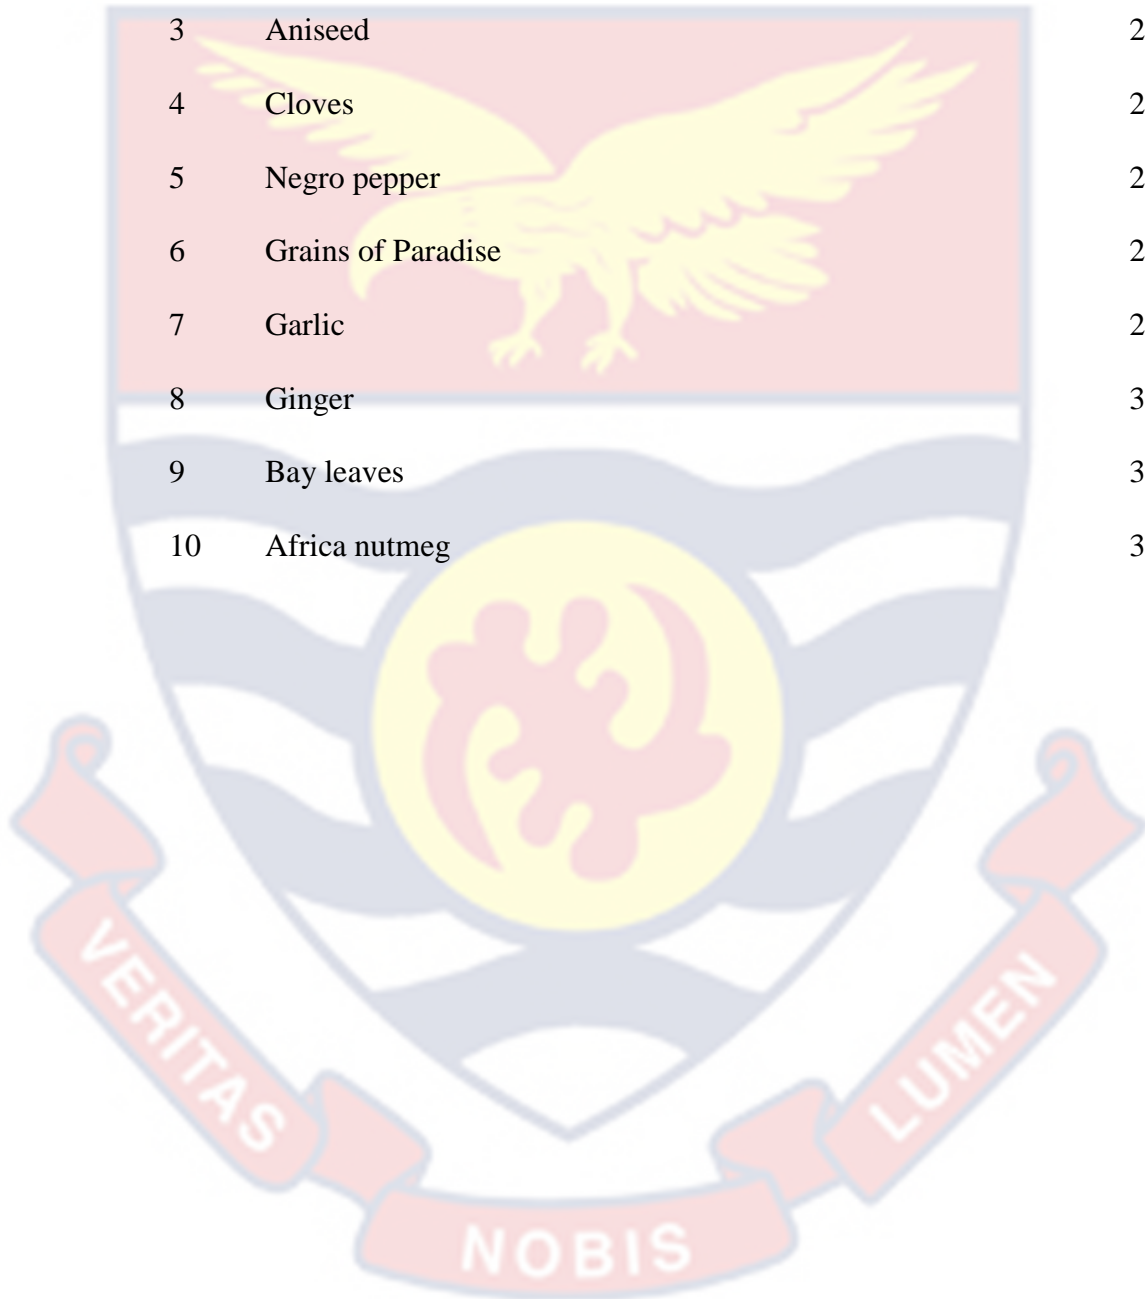 3 Aniseed 2
4 Cloves 2
5 Negro pepper 2
6 Grains of Paradise 2
7 Garlic 2
8 Ginger 3
9 Bay leaves 3
10 Africa nutmeg 3
VERITAS
NOBIS
LUMEN